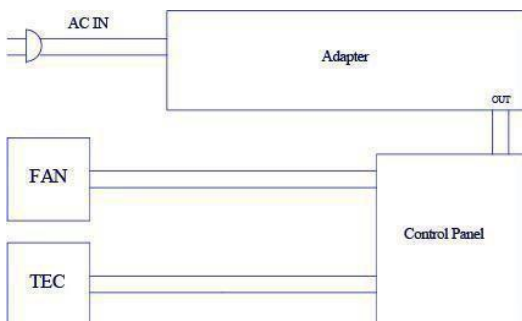 AC IN
Adapter
OUT
FAN
Control Panel
TEC